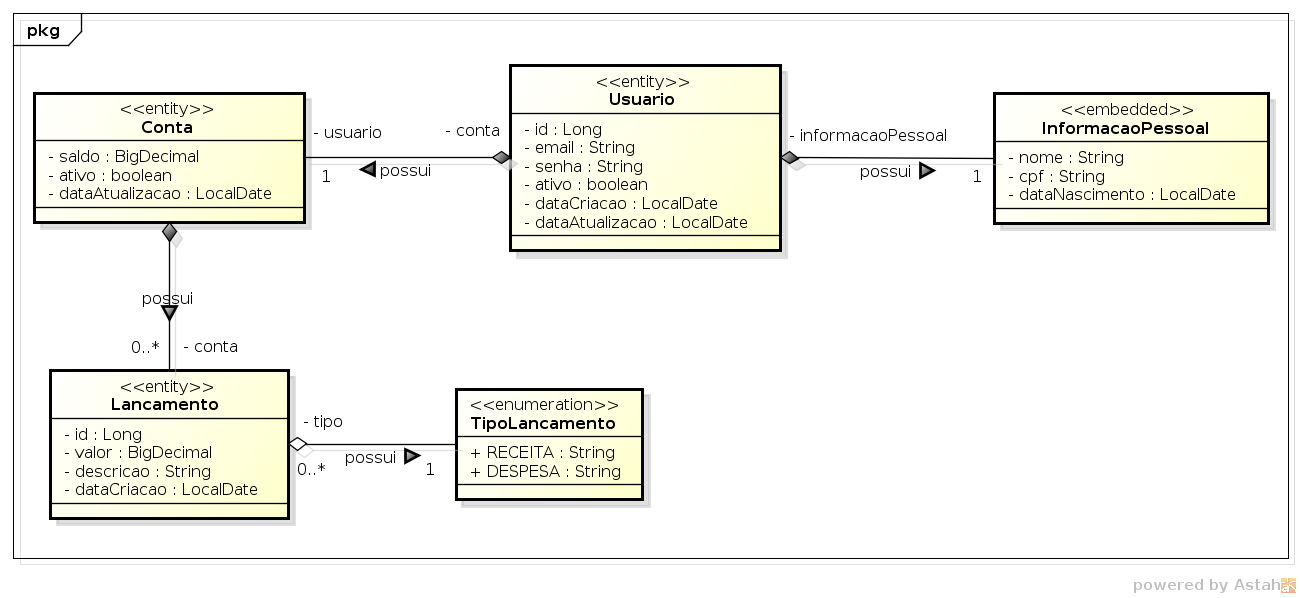 pkg
<<entity>>
Conta
- saldo : BigDecimal
- ativo : boolean
- dataAtualizacao : LocalDate
- usuario
- conta
1
possui
<<entity>>
Usuario
- id : Long
- email : String
- senha : String
- ativo : boolean
- dataCriacao : LocalDate
- dataAtualizacao : LocalDate
- informacaoPessoal
possui
1
<<embedded>>
InformacaoPessoal
- nome : String
- cpf : String
- dataNascimento : LocalDate
possui
0..*
- conta
<<entity>>
Lancamento
- id : Long
- valor : BigDecimal
- descricao : String
- dataCriacao : LocalDate
- tipo
0..*
possui
1
<<enumeration>>
TipoLancamento
+ RECEITA : String
+ DESPESA : String
powered by Astah